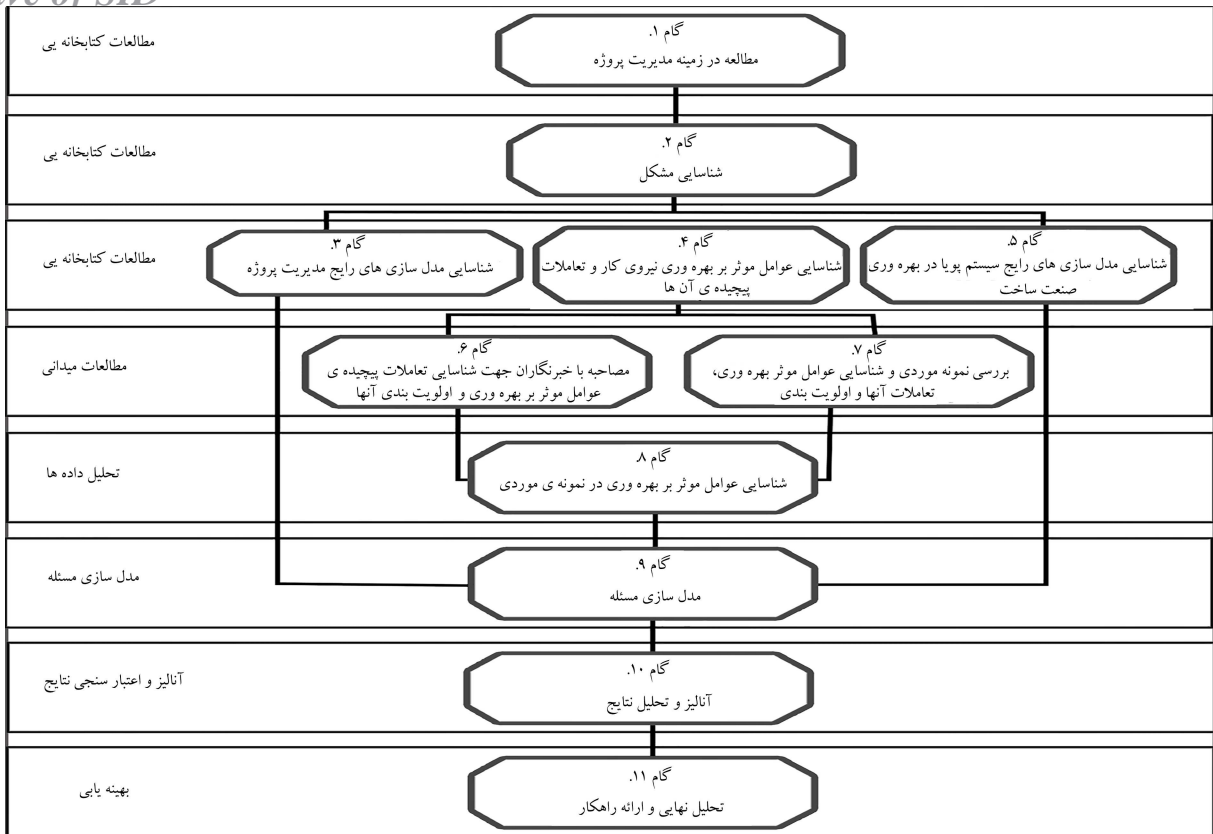 مطالعات کتابخانه یی
گام ۱.
مطالعه در زمینه مدیریت پروژه
مطالعات کتابخانه یی
گام ۲.
شناسایی مشکل
مطالعات کتابخانه یی
گام ۳.
شناسایی مدل سازی های رایج مدیریت پروژه
گام ۴.
شناسایی عوامل موثر بر بهره وری نیروی کار و تعاملات
پیچیده ی آن ها
گام ۵.
شناسایی مدل سازی های رایج سیستم پویا در بهره وری
صنعت ساخت
مطالعات میدانی
گام ۶.
مصاحبه با خبرنگاران جهت شناسایی تعاملات پیچیده ی
عوامل موثر بر بهره وری و اولویت بندی آنها
گام ۷.
بررسی نمونه موردی و شناسایی عوامل موثر بهره وری،
تعاملات آنها و اولویت بندی
تحلیل داده ها
گام ۸.
شناسایی عوامل موثر بر بهره وری در نمونه ی موردی
مدل سازی مسئله
گام ۹.
مدل سازی مسئله
آنالیز و اعتبار سنجی نتایج
گام ۱۰.
آنالیز و تحلیل نتایج
بهینه یابی
گام ۱۱.
تحلیل نهایی و ارائه راهکار